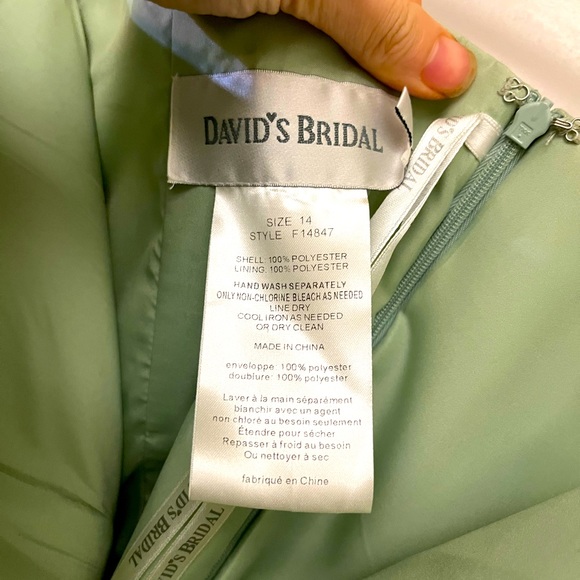 DAVID'S BRIDAL
SIZE 14
STYLE F14847
SHELL: 100% POLYESTER
LINING: 100% POLYESTER
HAND WASH SEPARATELY
ONLY NON-CHLORINE BLEACH AS NEEDED
LINE DRY
COOL IRON AS NEEDED
OR DRY CLEAN
MADE IN CHINA
enveloppe: 100% polyester
doublure: 100% polyester
Laver à la main séparément
blanchir avec un agent
non chloré au besoin seulement
Étendre pour sécher
Repasser à froid au besoin
Ou nettoyer à sec
fabriqué en Chine
D'S BRIDAL
ID'S BRIDAL
VID'S BRIDAL